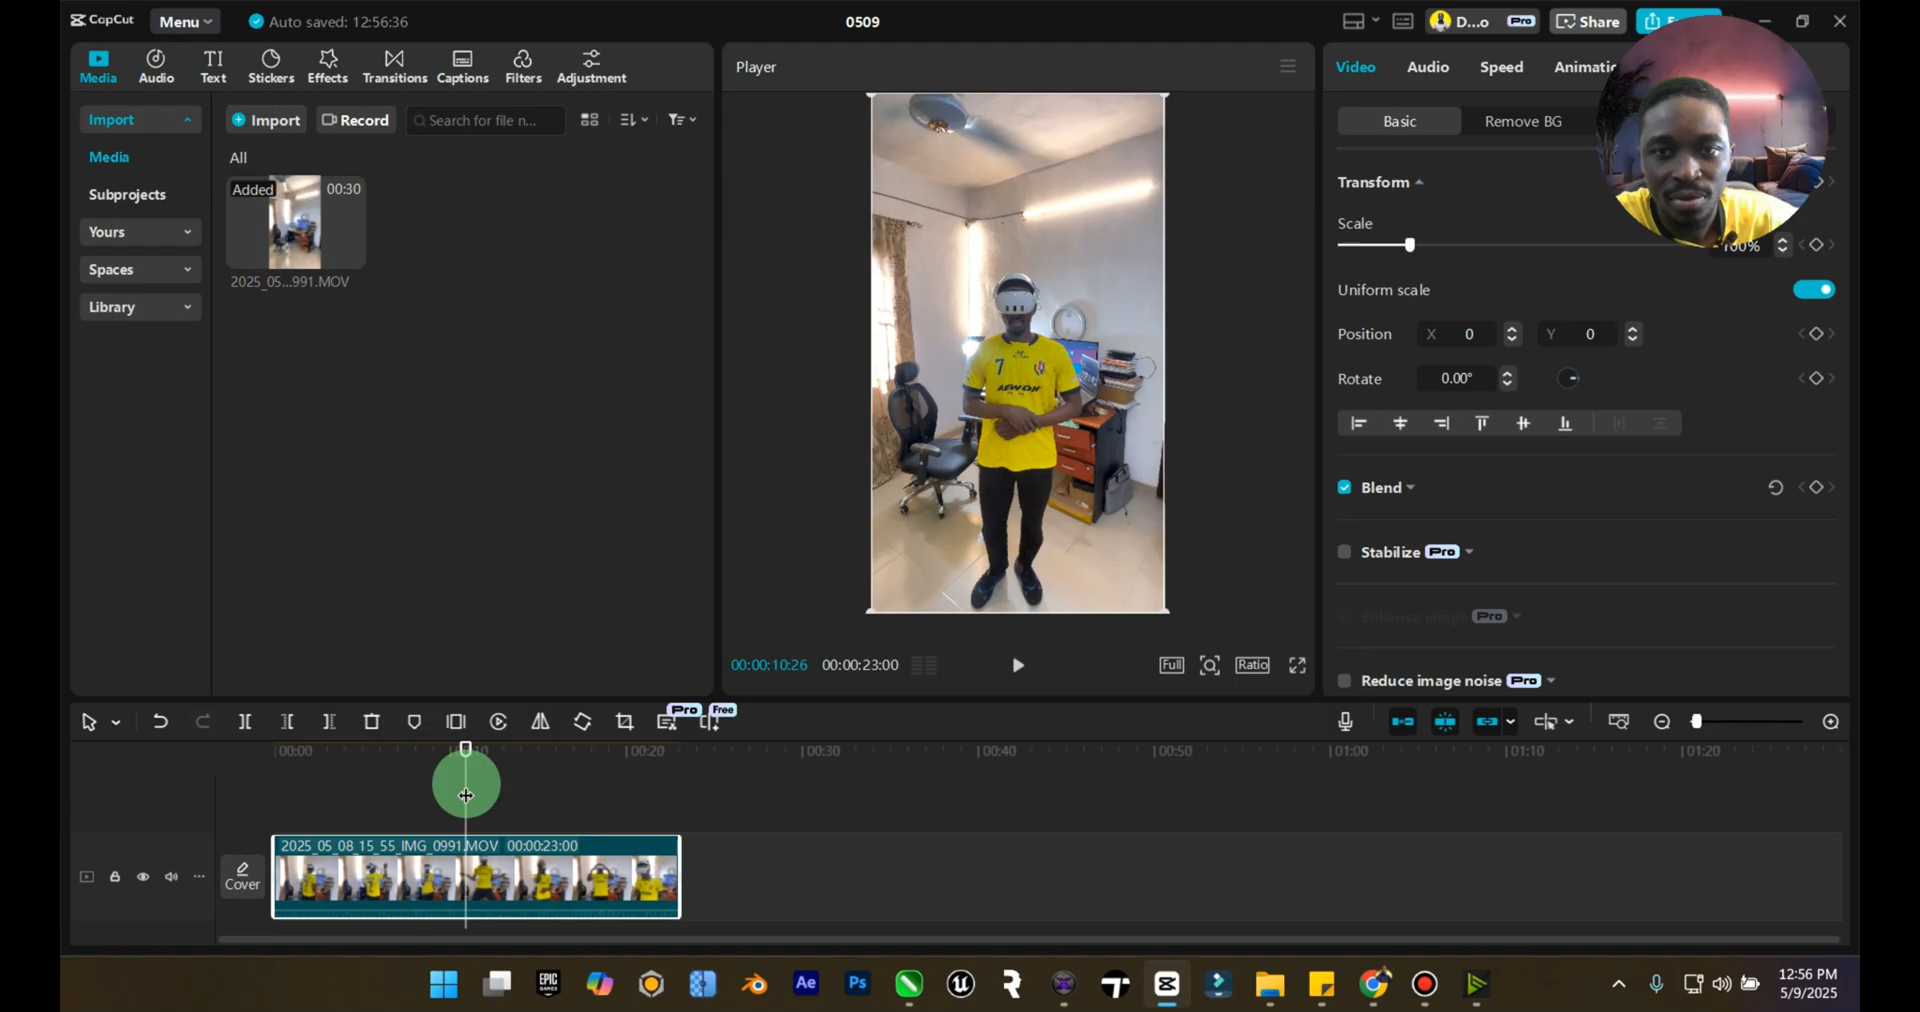 CapCut
Menu
Auto saved: 12:56:36
0509
D...o
Pro
Share
Media
Audio
Text
Stickers
Effects
Transitions
Captions
Filters
Adjustment
Import
Media
Subprojects
Yours
Spaces
Library
Import
Record
Search for file n...
All
Added
00:30
2025_05...991.MOV
Player
7
00:00:10:26
00:00:23:00
Full
Ratio
Video
Audio
Speed
Basic
Remove BG
Transform
Scale
100%
Uniform scale
Position X 0 Y 0
Rotate 0.00°
Blend
Stabilize Pro
Enhance image Pro
Reduce image noise Pro
Pro
Free
00:00
00:20
00:30
00:40
00:50
01:00
01:10
01:20
2025_05_08_15_55_IMG_0991.MOV 00:00:23:00
Cover
EPIC GAMES
Ae
Ps
12:56 PM
5/9/2025